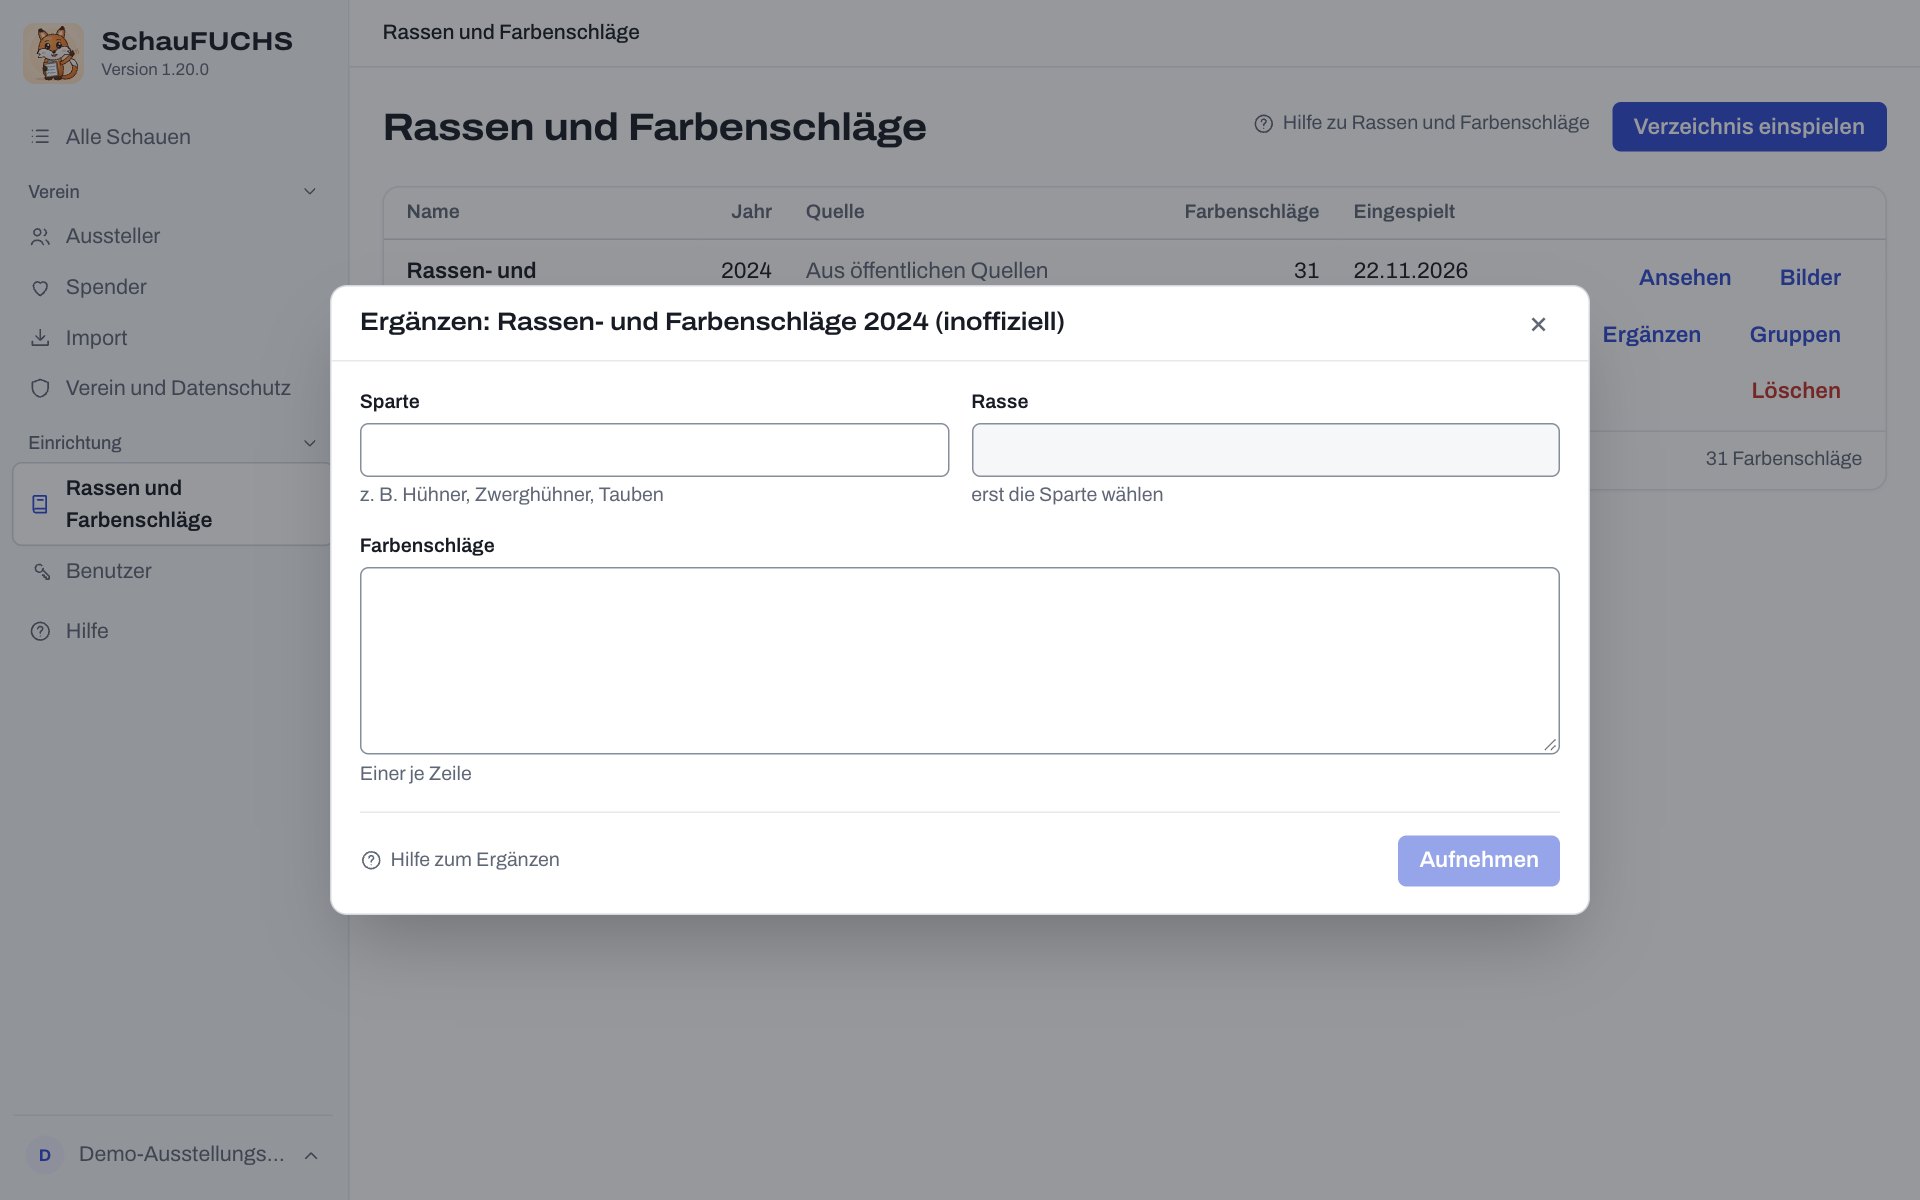 SchauFUCHS
Version 1.20.0
Alle Schauen
Verein
Aussteller
Spender
Import
Verein und Datenschutz
Einrichtung
Rassen und
Farbenschläge
Benutzer
Hilfe
D
Demo-Ausstellungs...
Rassen und Farbenschläge
Rassen und Farbenschläge
Hilfe zu Rassen und Farbenschläge
Verzeichnis einspielen
Name Jahr Quelle Farbenschläge Eingespielt
Rassen- und 2024 Aus öffentlichen Quellen 31 22.11.2026
Ansehen Bilder
Ergänzen Gruppen
Löschen
31 Farbenschläge
Ergänzen: Rassen- und Farbenschläge 2024 (inoffiziell)
Sparte Rasse
z. B. Hühner, Zwerghühner, Tauben
erst die Sparte wählen
Farbenschläge
Einer je Zeile
Hilfe zum Ergänzen
Aufnehmen